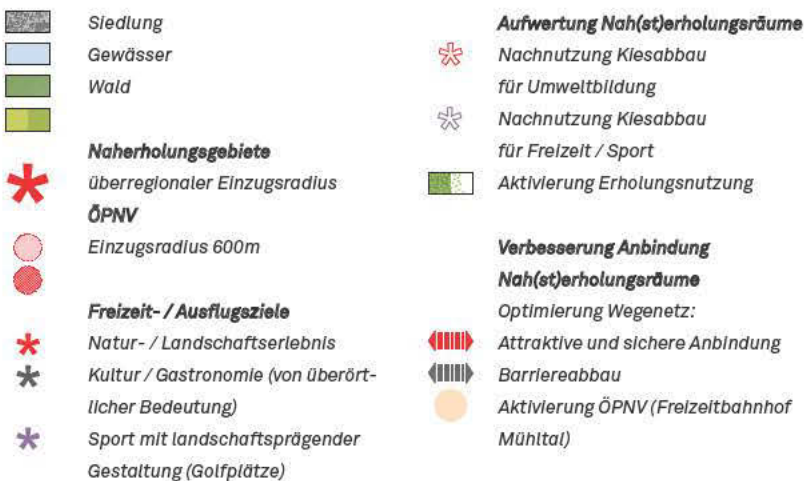 Siedlung
Gewässer
Wald
Naherholungsgebiete
überregionaler Einzugsradius
ÖPNV
Einzugsradius 600m
Freizeit- / Ausflugsziele
Natur- / Landschaftserlebnis
Kultur / Gastronomie (von überört-
licher Bedeutung)
Sport mit landschaftsprägender
Gestaltung (Golfplätze)
Aufwertung Nah(st)erholungsräume
Nachnutzung Kiesabbau
für Umweltbildung
Nachnutzung Kiesabbau
für Freizeit / Sport
Aktivierung Erholungsnutzung
Verbesserung Anbindung
Nah(st)erholungsräume
Optimierung Wegenetz:
Attraktive und sichere Anbindung
Barriereabbau
Aktivierung ÖPNV (Freizeitbahnhof
Mühltal)